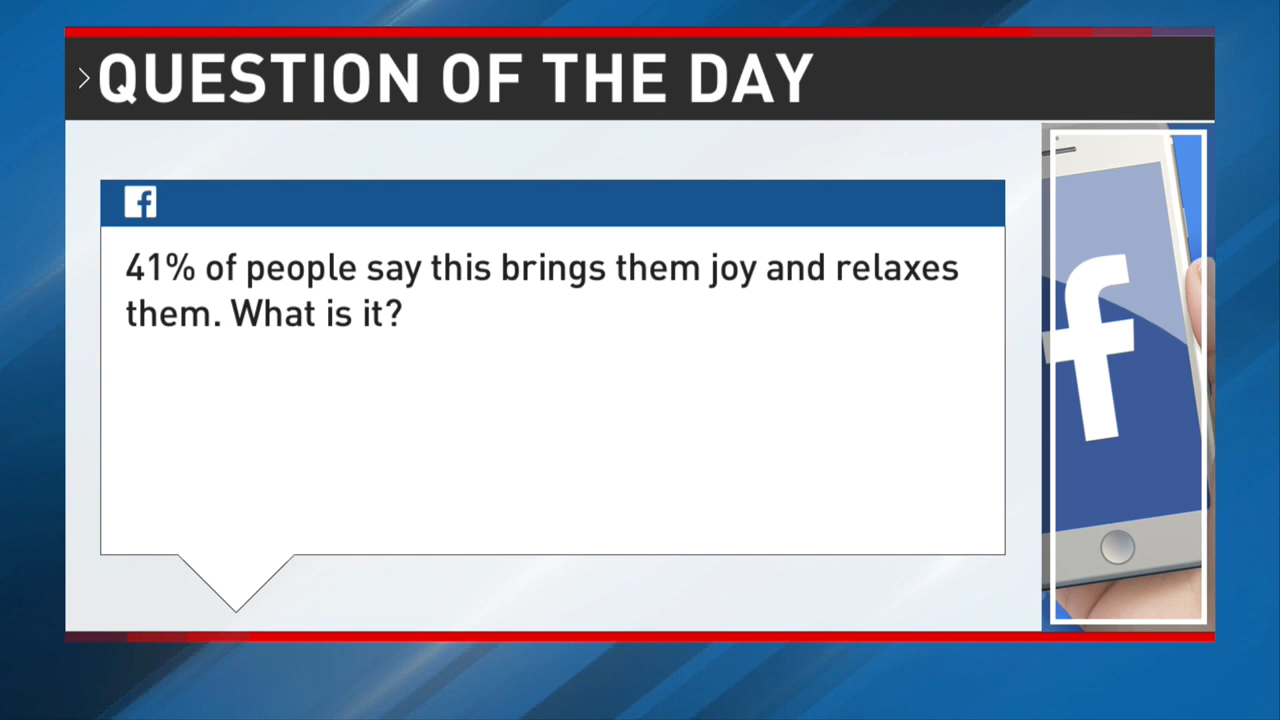 QUESTION OF THE DAY
41% of people say this brings them joy and relaxes
them. What is it?